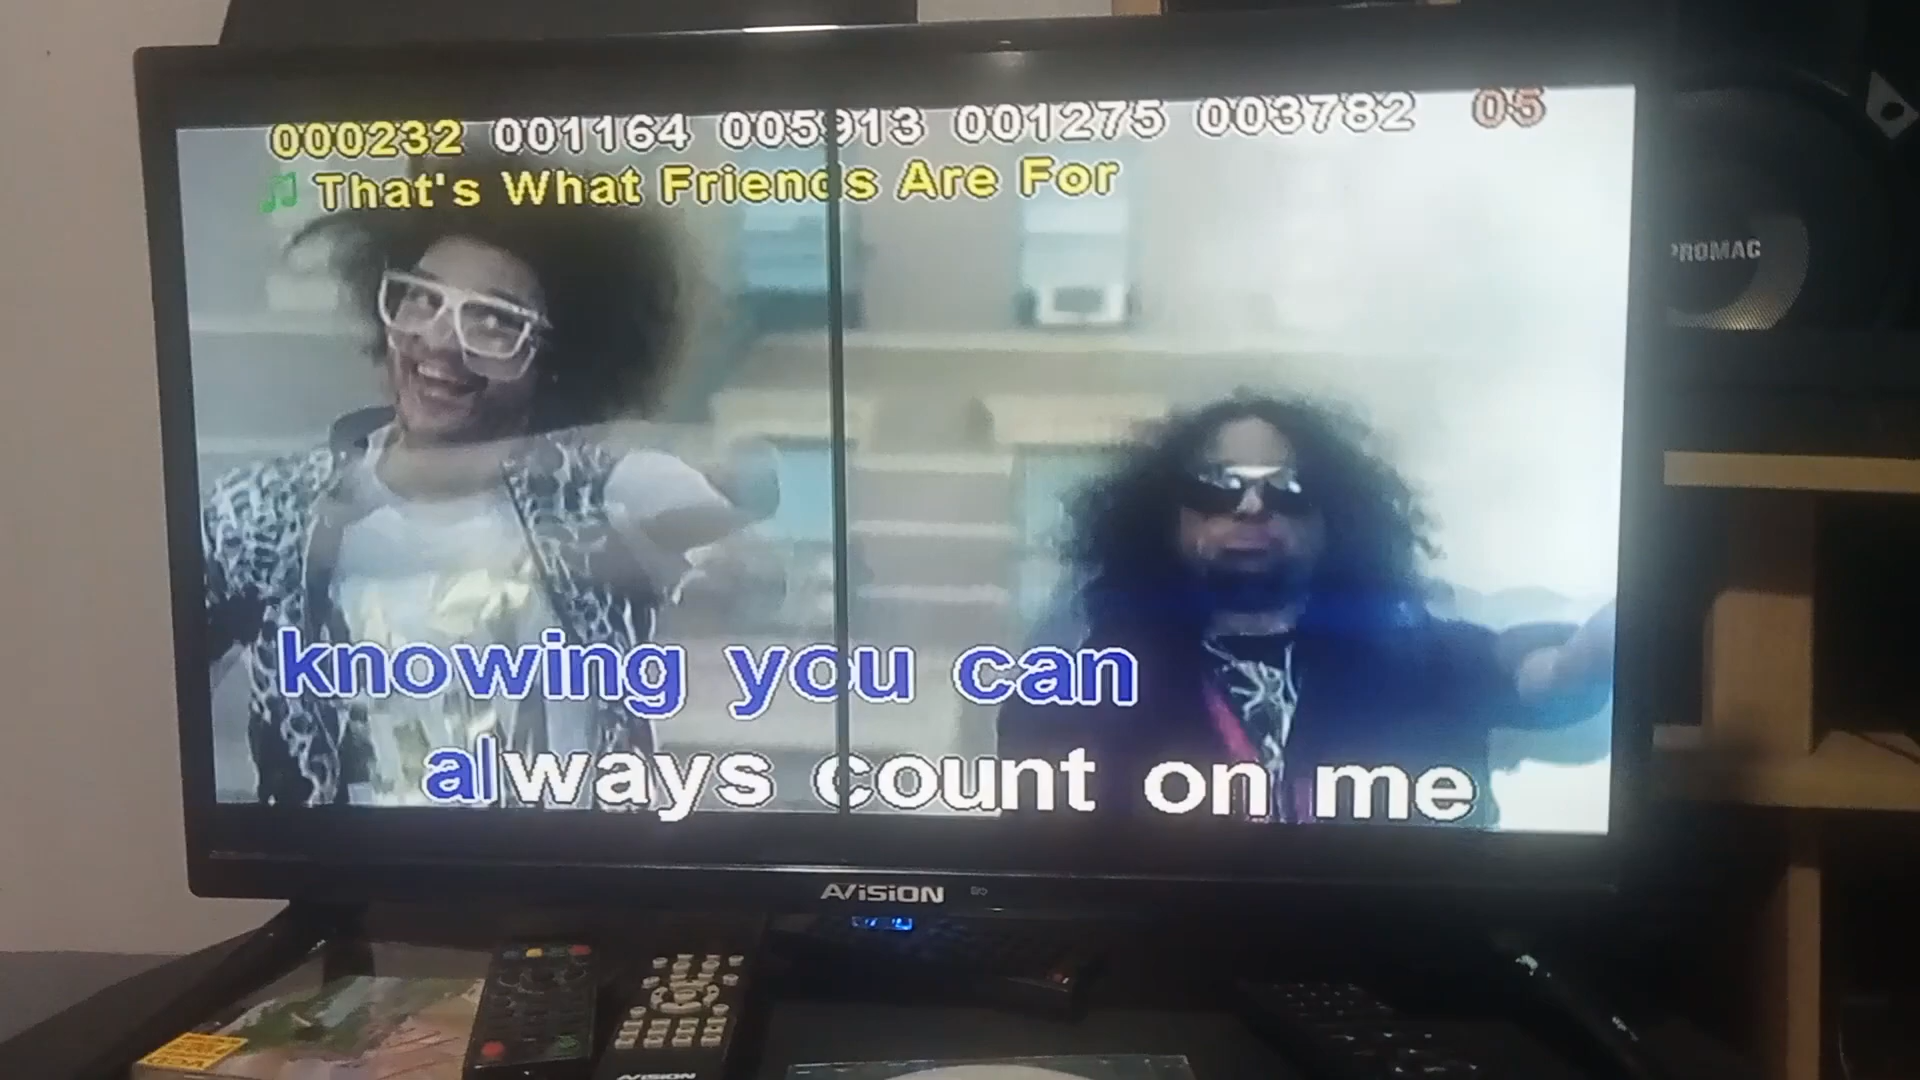 000232 001164 005913 001275 003782 05
That's What Friends Are For
PROMAC
knowing you can
always count on me
AViSiON
AViSiON